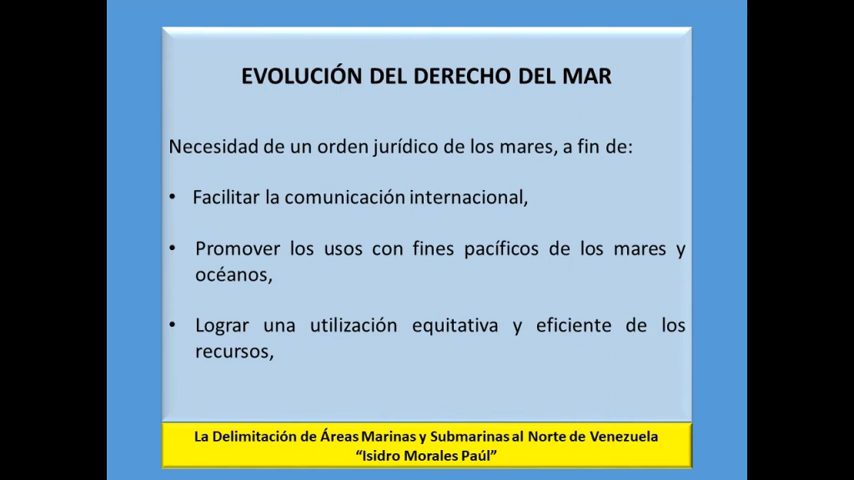 EVOLUCIÓN DEL DERECHO DEL MAR
Necesidad de un orden jurídico de los mares, a fin de:
• Facilitar la comunicación internacional,
• Promover los usos con fines pacíficos de los mares y
océanos,
• Lograr una utilización equitativa y eficiente de los
recursos,
La Delimitación de Áreas Marinas y Submarinas al Norte de Venezuela
“Isidro Morales Paúl”